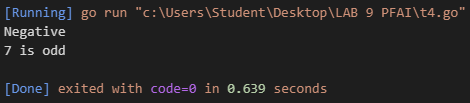 [Running] go run "c:\Users\Student\Desktop\LAB 9 PFAI\t4.go"
Negative
7 is odd
[Done] exited with code=0 in 0.639 seconds